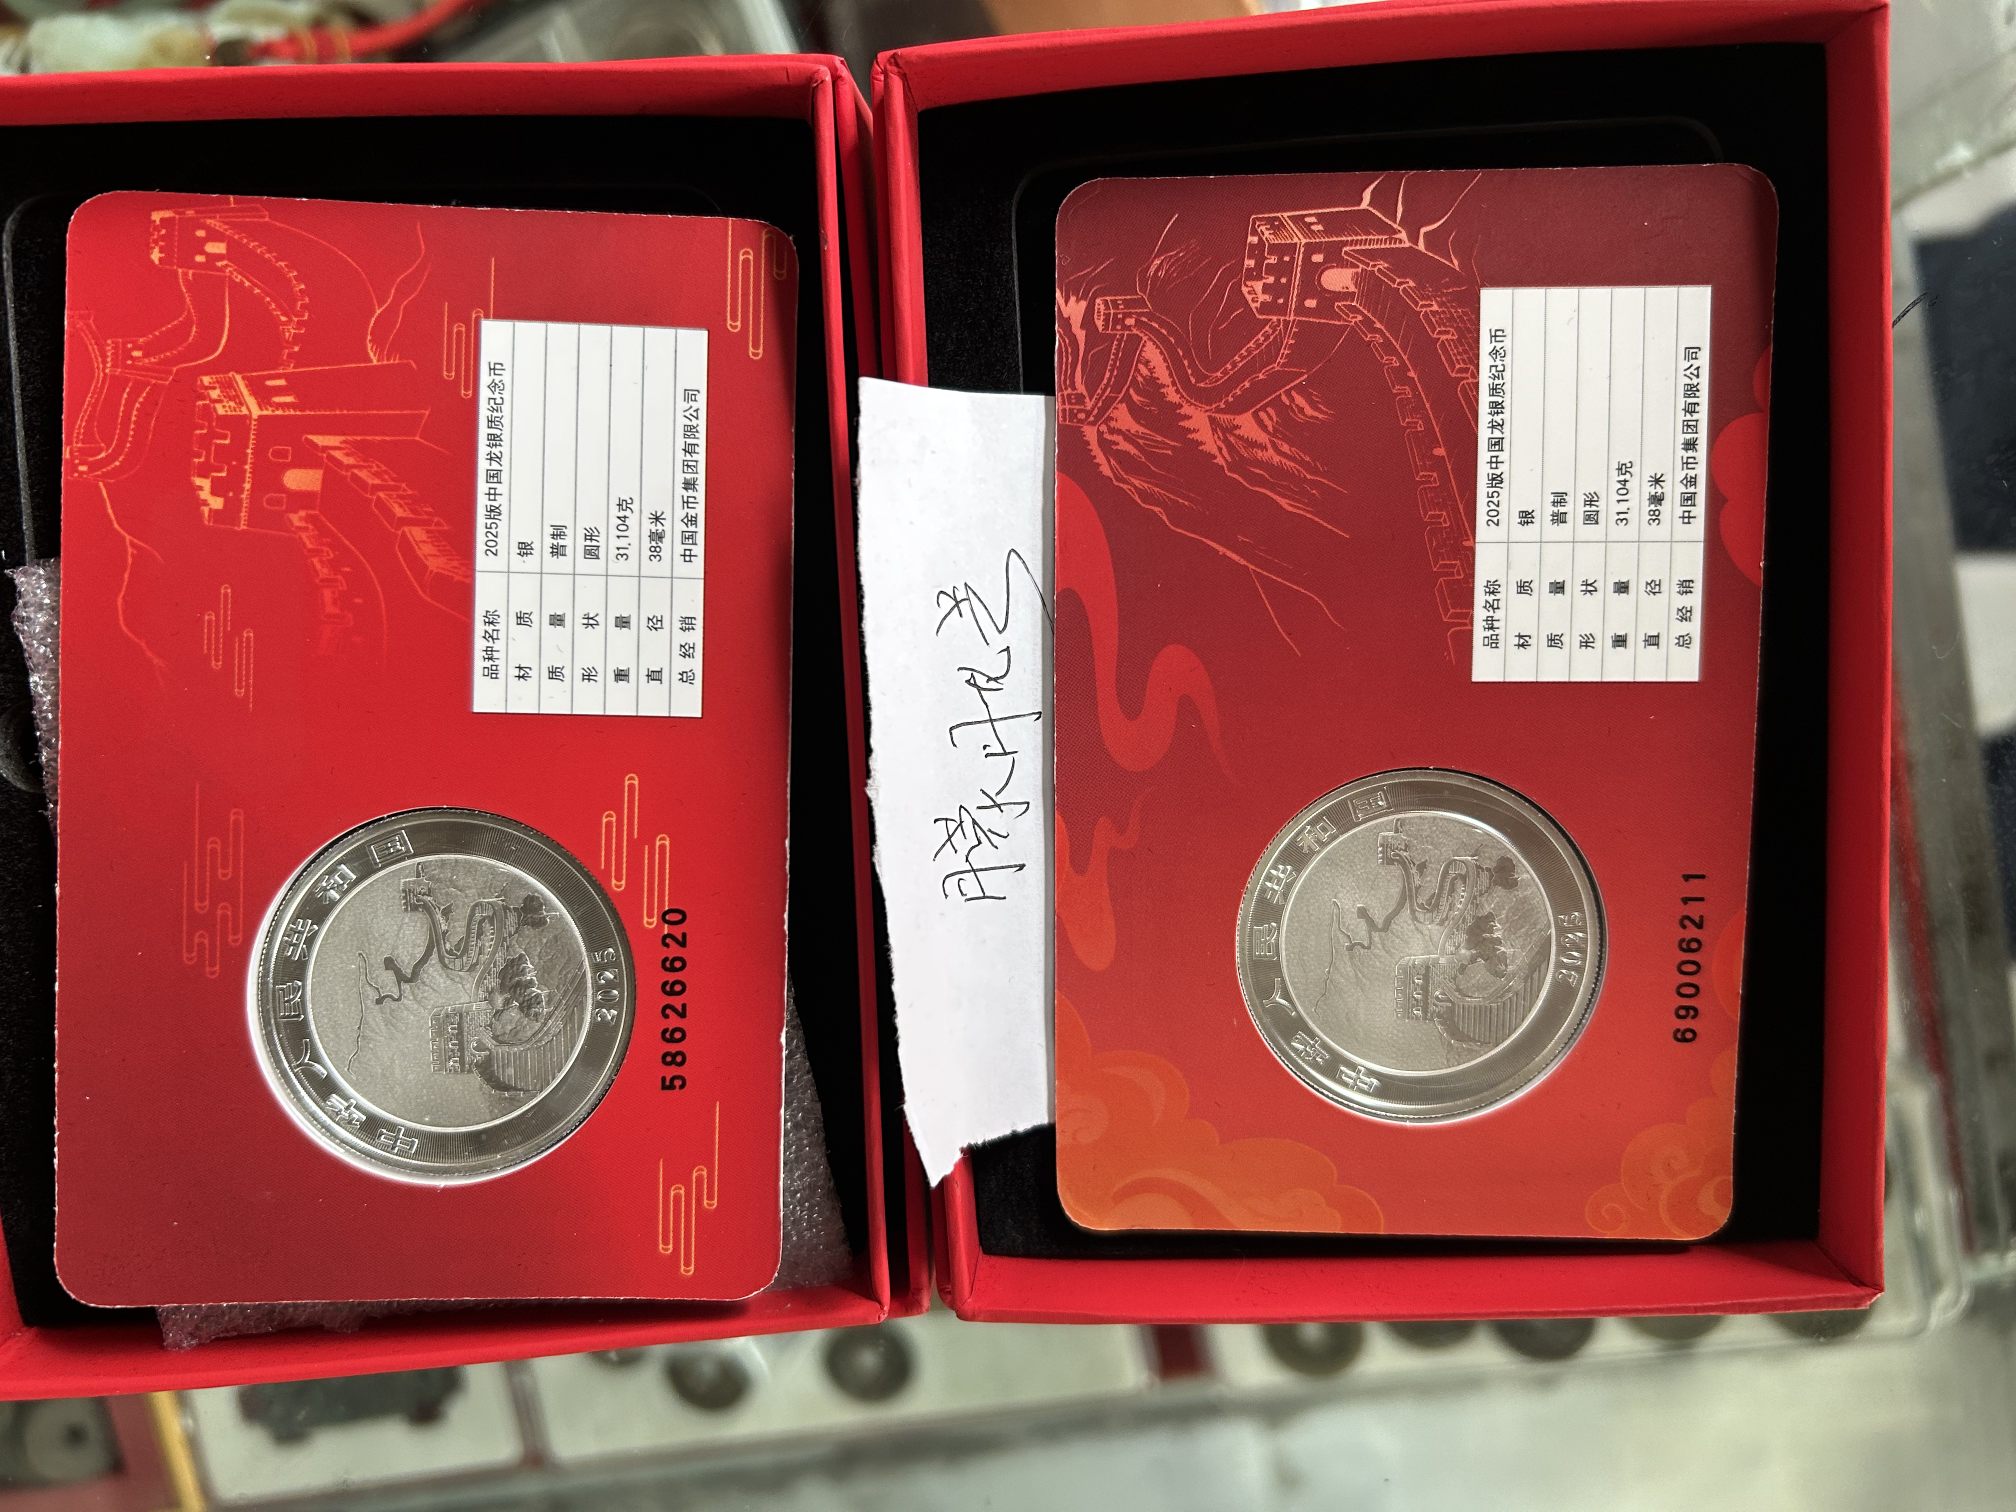 品种名称 2025版中国龙银质纪念币
材质 银
质量 普制
形状 圆形
重量 31.104克
直径 38毫米
总经销 中国金币集团有限公司
中华人民共和国
2025
58626620
品种名称 2025版中国龙银质纪念币
材质 银
质量 普制
形状 圆形
重量 31.104克
直径 38毫米
总经销 中国金币集团有限公司
中华人民共和国
2025
69006211